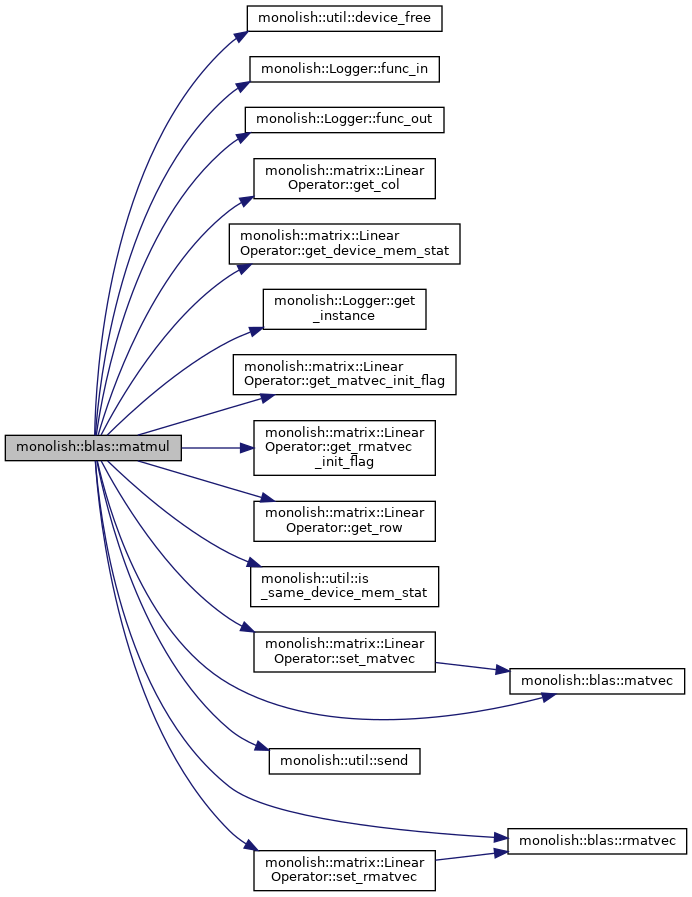 monolish::util::device_free
monolish::Logger::func_in
monolish::Logger::func_out
monolish::matrix::Linear
Operator::get_col
monolish::matrix::Linear
Operator::get_device_mem_stat
monolish::Logger::get
_instance
monolish::matrix::Linear
Operator::get_matvec_init_flag
monolish::blas::matmul
monolish::matrix::Linear
Operator::get_rmatvec
_init_flag
monolish::matrix::Linear
Operator::get_row
monolish::util::is
_same_device_mem_stat
monolish::matrix::Linear
Operator::set_matvec
monolish::blas::matvec
monolish::util::send
monolish::blas::rmatvec
monolish::matrix::Linear
Operator::set_rmatvec